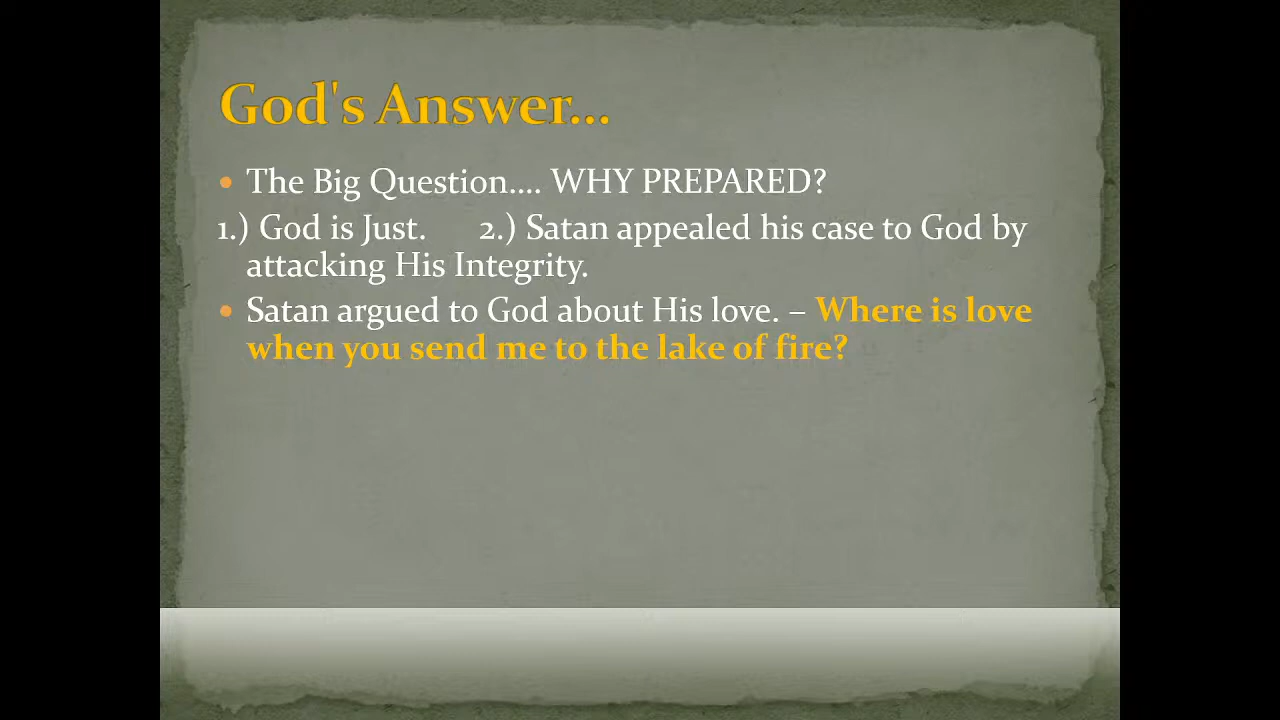 God's Answer...
• The Big Question.... WHY PREPARED?
1.) God is Just. 2.) Satan appealed his case to God by
attacking His Integrity.
• Satan argued to God about His love. – Where is love
when you send me to the lake of fire?